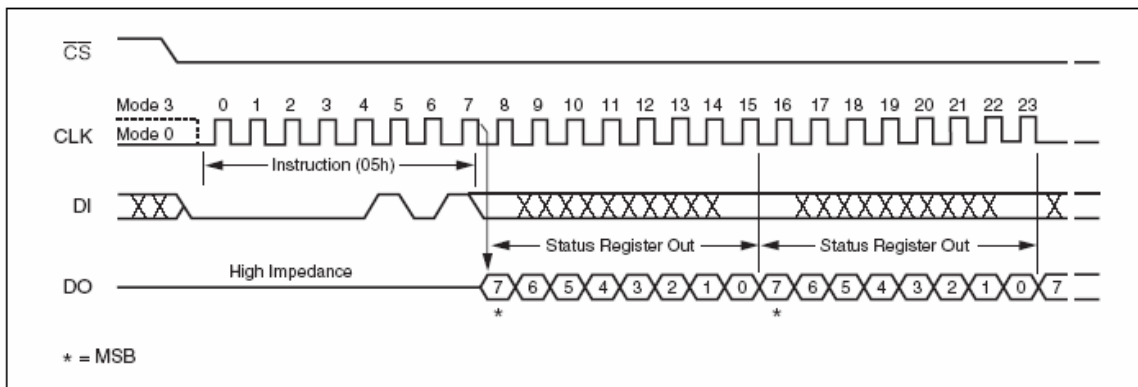 CS
Mode 3 0 1 2 3 4 5 6 7 8 9 10 11 12 13 14 15 16 17 18 19 20 21 22 23
CLK Mode 0
Instruction (05h)
DI
Status Register Out Status Register Out
High Impedance
DO 7 6 5 4 3 2 1 0 7 6 5 4 3 2 1 0 7
* *
* = MSB